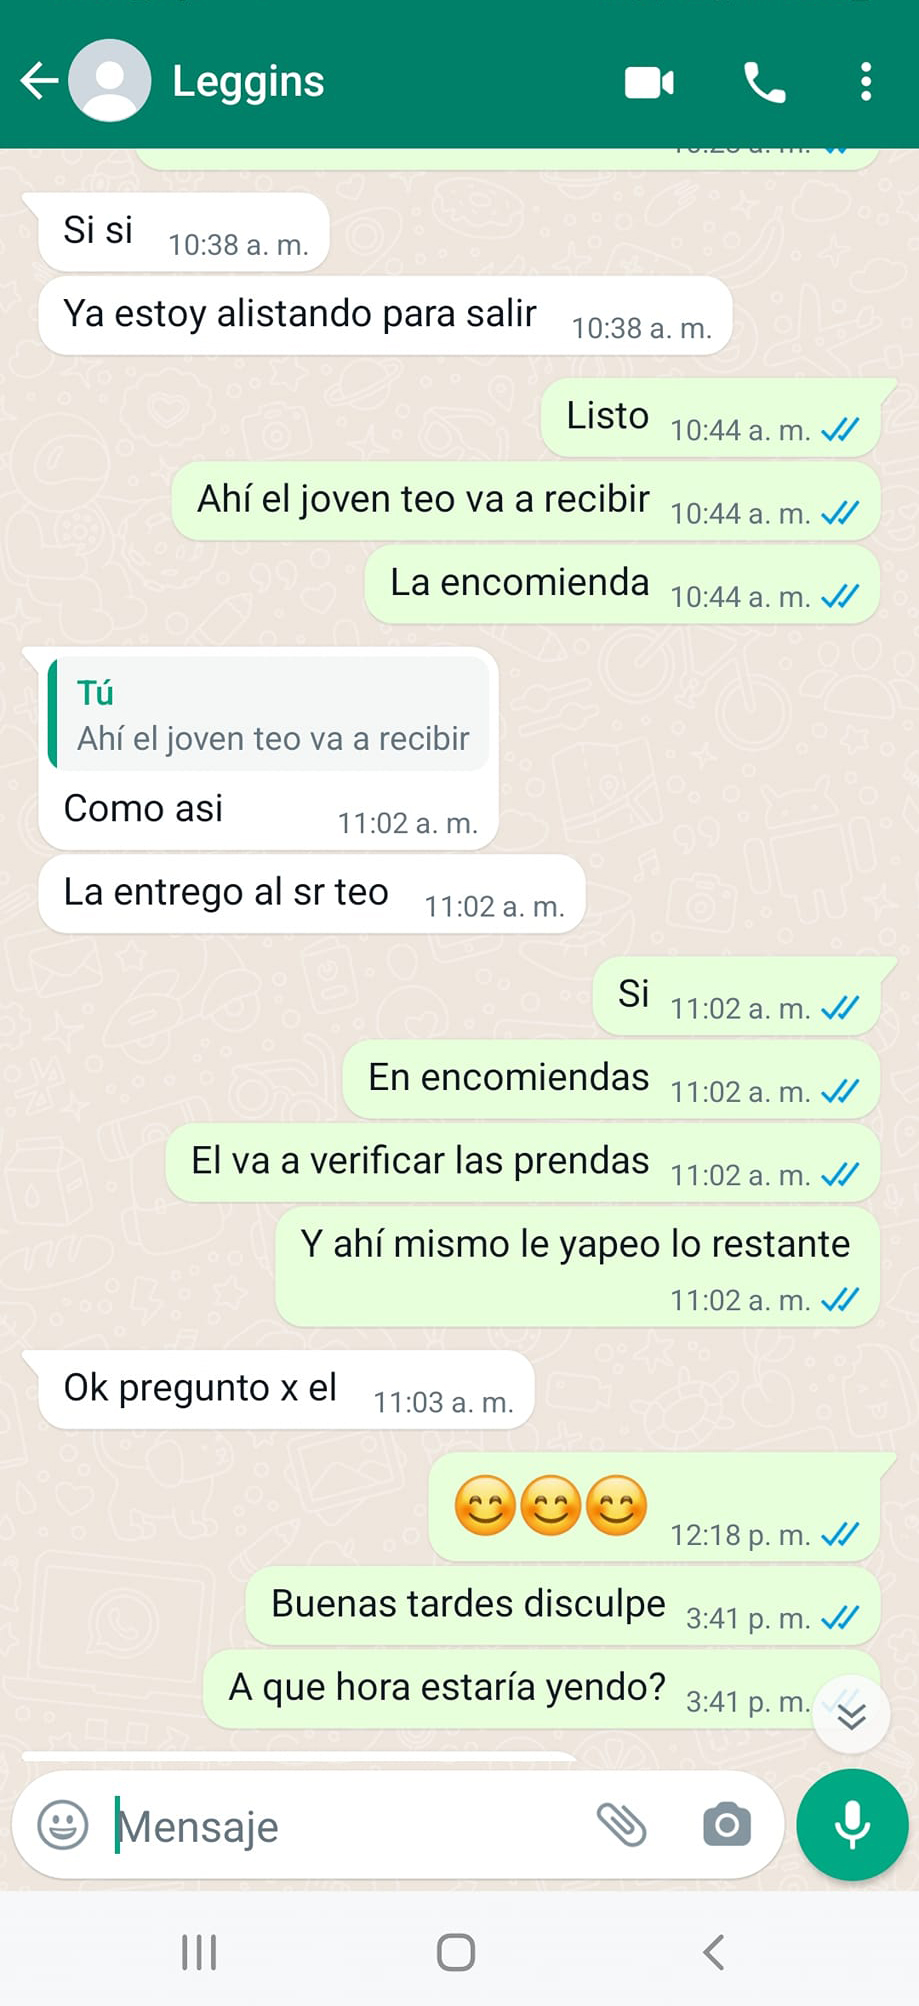 Leggins
Si si
10:38 a. m.
Ya estoy alistando para salir
10:38 a. m.
Listo
10:44 a. m.
Ahí el joven teo va a recibir
10:44 a. m.
La encomienda
10:44 a. m.
Tú
Ahí el joven teo va a recibir
Como asi
11:02 a. m.
La entrego al sr teo
11:02 a. m.
Si
11:02 a. m.
En encomiendas
11:02 a. m.
El va a verificar las prendas
11:02 a. m.
Y ahí mismo le yapeo lo restante
11:02 a. m.
Ok pregunto x el
11:03 a. m.
12:18 p. m.
Buenas tardes disculpe
3:41 p. m.
A que hora estaría yendo?
3:41 p. m.
Mensaje